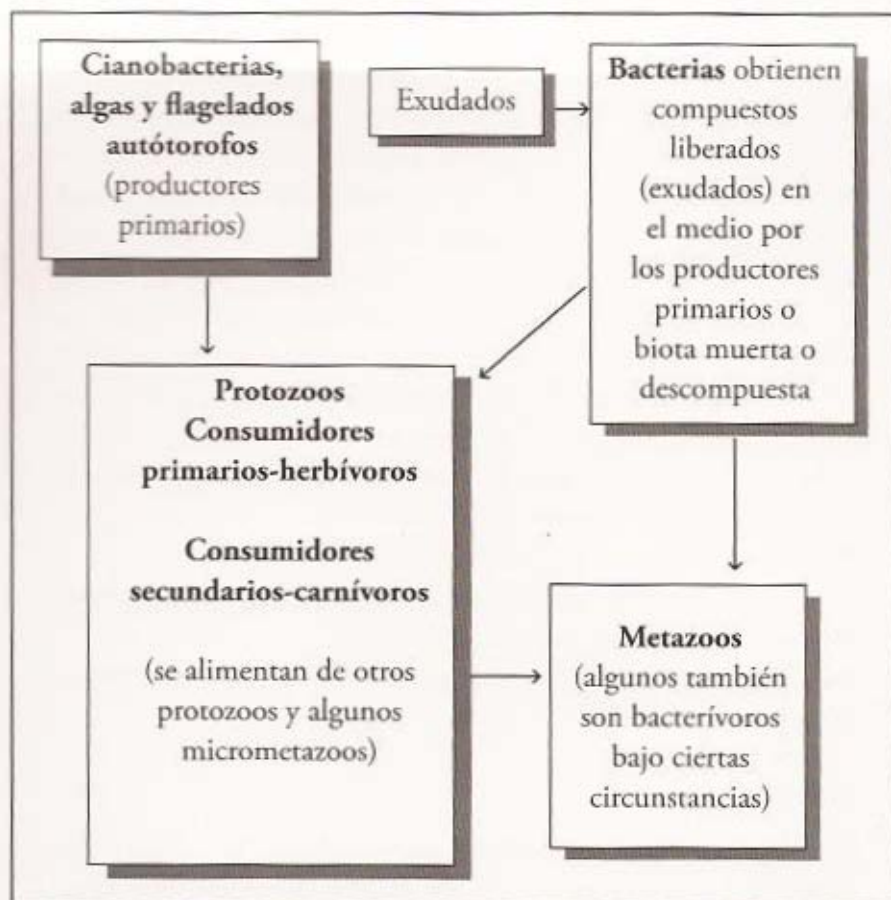 Cianobacterias,
algas y flagelados
autótorofos
(productores
primarios)
Exudados
Bacterias obtienen
compuestos
liberados
(exudados) en
el medio por
los productores
primarios o
biota muerta o
descompuesta
Protozoos
Consumidores
primarios-herbívoros
Consumidores
secundarios-carnívoros
(se alimentan de otros
protozoos y algunos
micrometazoos)
Metazoos
(algunos también
son bacterívoros
bajo ciertas
circunstancias)